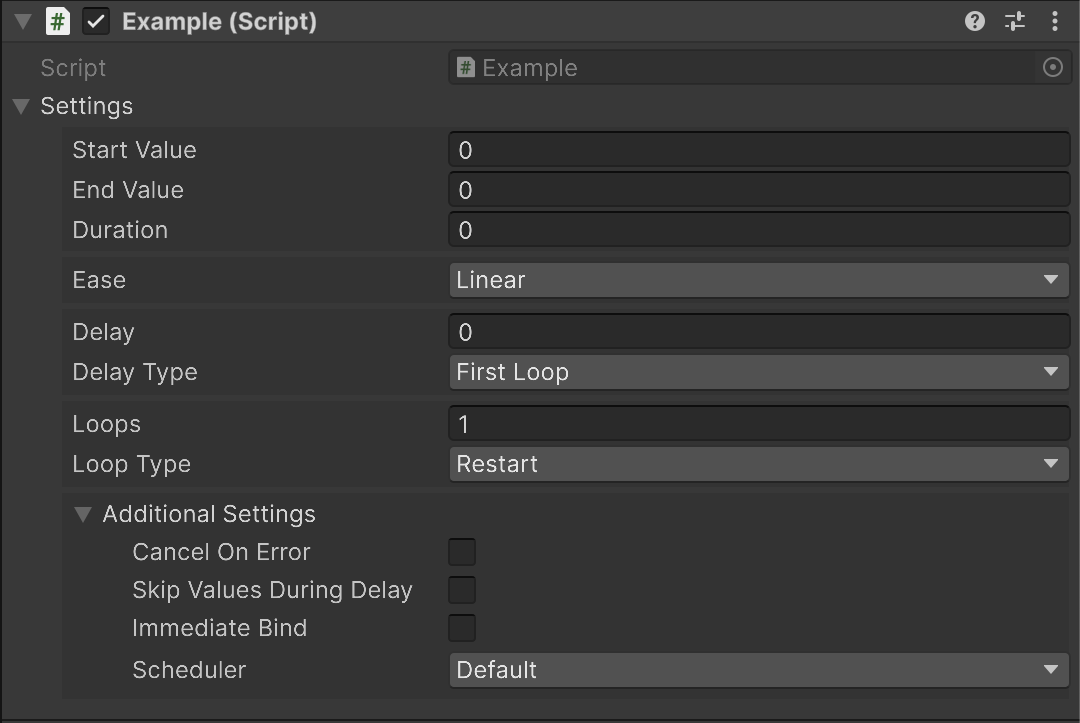 Example (Script)
Script Example
Settings
Start Value 0
End Value 0
Duration 0
Ease Linear
Delay 0
Delay Type First Loop
Loops 1
Loop Type Restart
Additional Settings
Cancel On Error
Skip Values During Delay
Immediate Bind
Scheduler Default